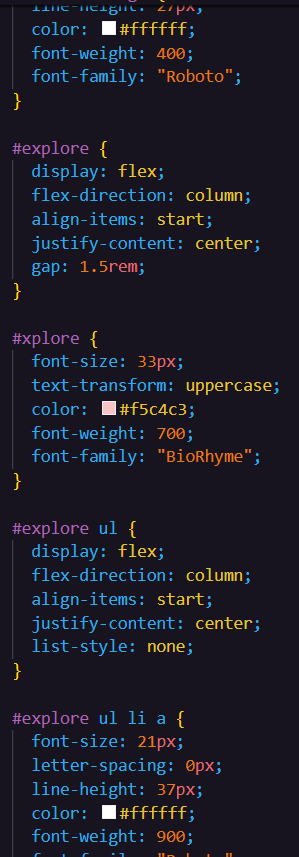 line-height: 27px;
color: #ffffff;
font-weight: 400;
font-family: "Roboto";
}
#explore {
display: flex;
flex-direction: column;
align-items: start;
justify-content: center;
gap: 1.5rem;
}
#xplore {
font-size: 33px;
text-transform: uppercase;
color: #f5c4c3;
font-weight: 700;
font-family: "BioRhyme";
}
#explore ul {
display: flex;
flex-direction: column;
align-items: start;
justify-content: center;
list-style: none;
}
#explore ul li a {
font-size: 21px;
letter-spacing: 0px;
line-height: 37px;
color: #ffffff;
font-weight: 900;
font-family: "Roboto"